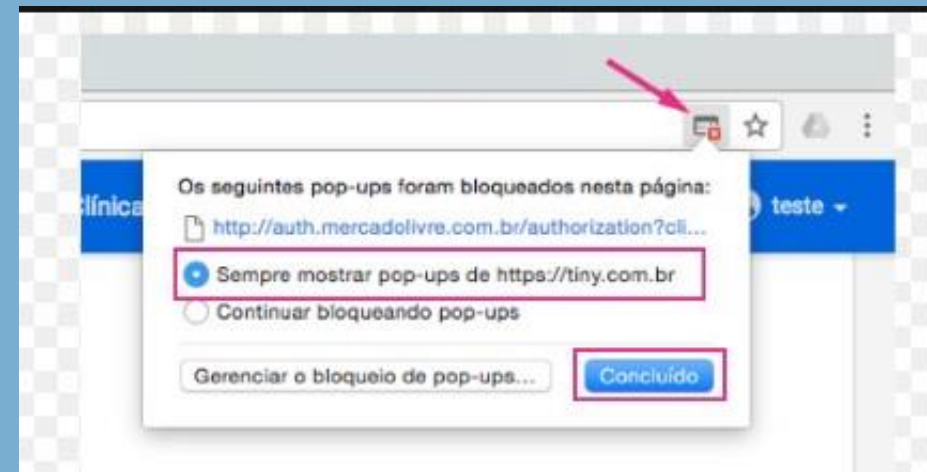 línica
teste
Os seguintes pop-ups foram bloqueados nesta página:
http://auth.mercadolivre.com.br/authorization?cli...
Sempre mostrar pop-ups de https://tiny.com.br
Continuar bloqueando pop-ups
Gerenciar o bloqueio de pop-ups...
Concluído